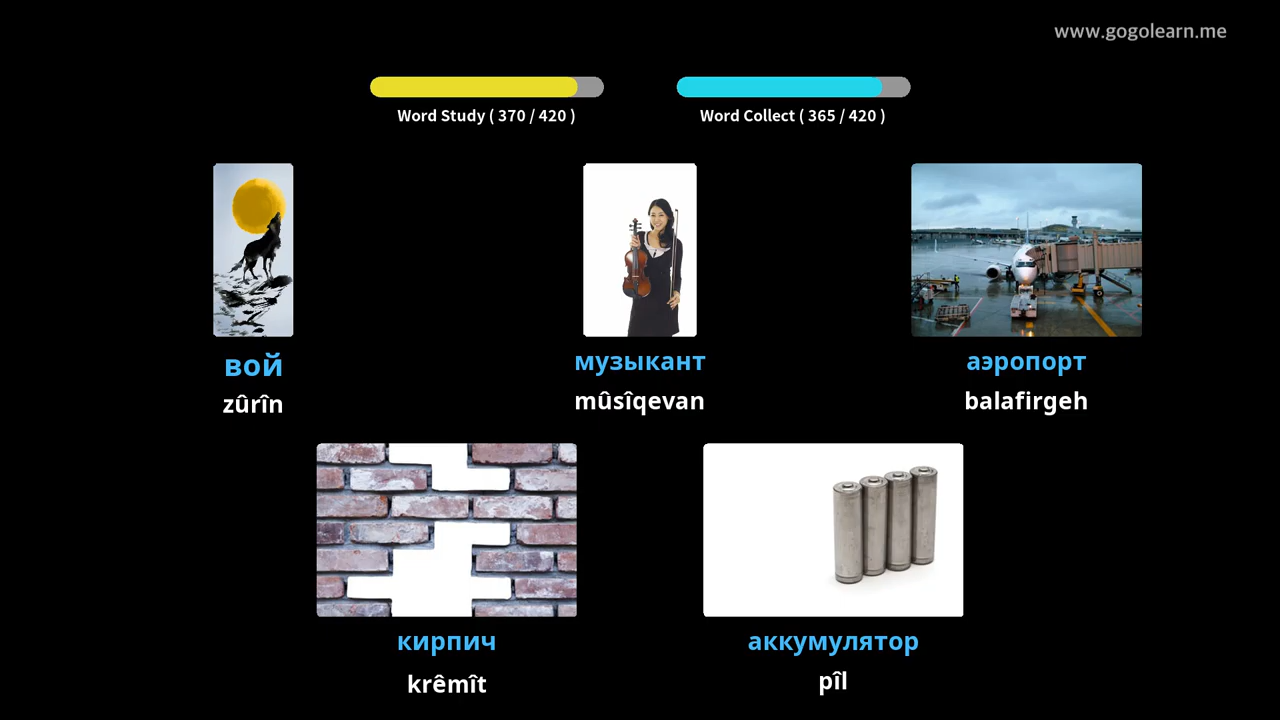 www.gogolearn.me
Word Study ( 370 / 420 )
Word Collect ( 365 / 420 )
вой
zûrîn
музыкант
mûsîqevan
аэропорт
balafirgeh
кирпич
krêmît
аккумулятор
pîl